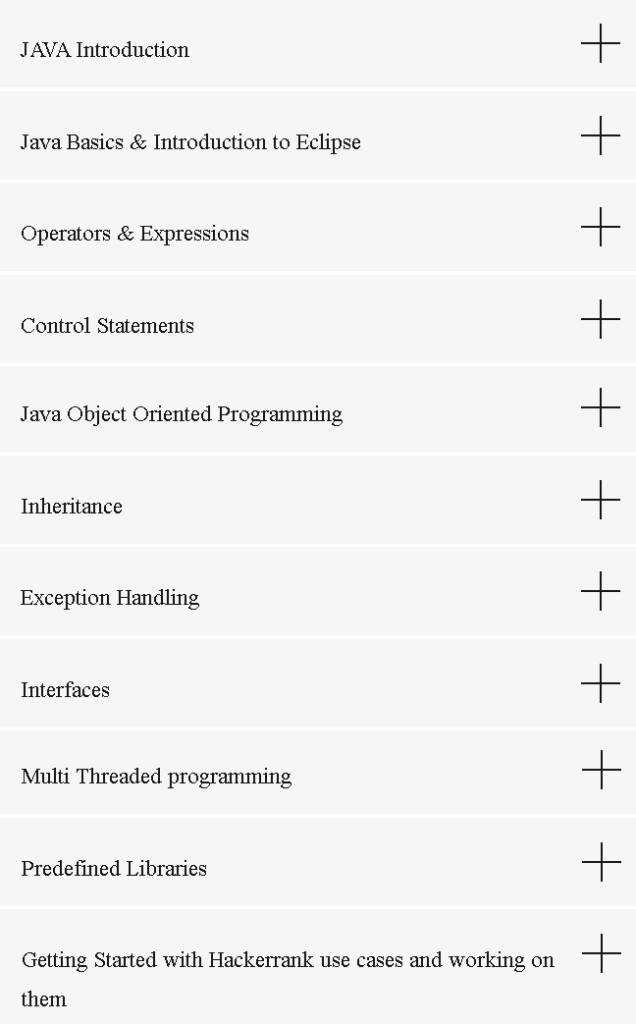 JAVA Introduction
Java Basics & Introduction to Eclipse
Operators & Expressions
Control Statements
Java Object Oriented Programming
Inheritance
Exception Handling
Interfaces
Multi Threaded programming
Predefined Libraries
Getting Started with Hackerrank use cases and working on
them